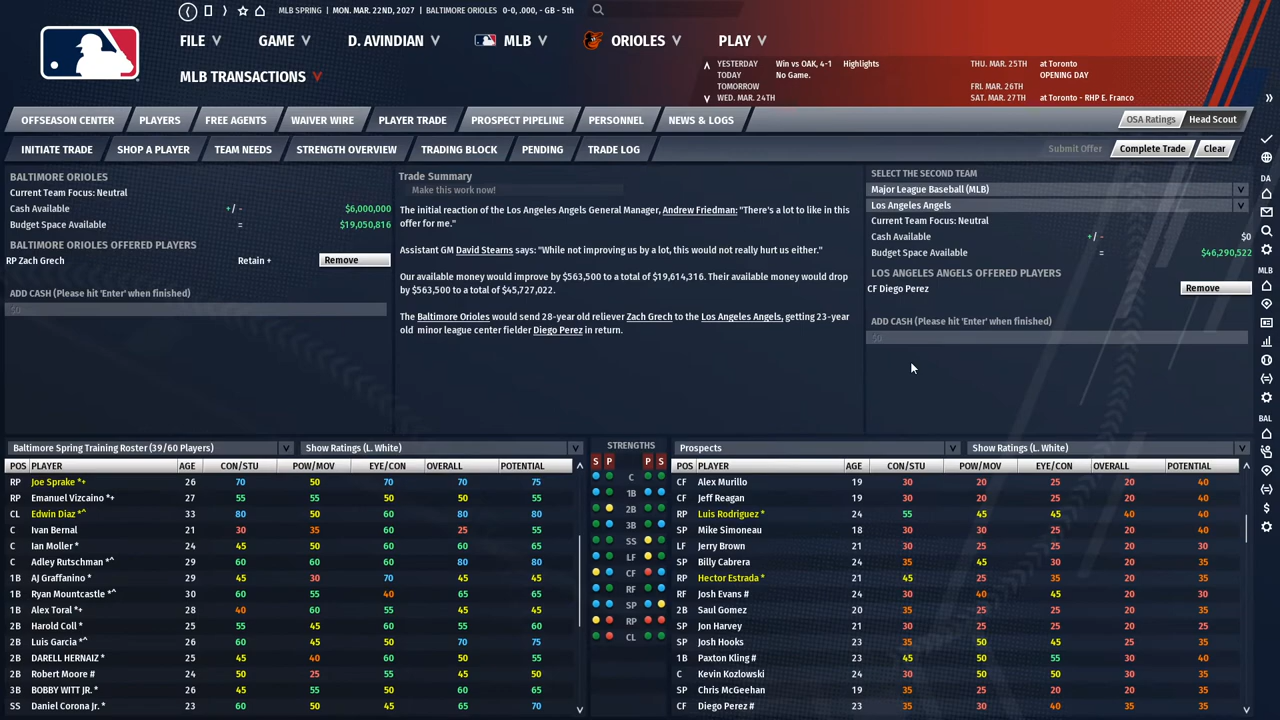 MLB SPRING | MON. MAR. 22ND, 2027 | BALTIMORE ORIOLES 0-0, .000, - GB - 5th
FILE GAME D. AVINDIAN MLB ORIOLES PLAY
MLB TRANSACTIONS
YESTERDAY Win vs OAK, 4-1 Highlights THU. MAR. 25TH at Toronto
TODAY No Game. OPENING DAY
TOMORROW FRI. MAR. 26TH
WED. MAR. 24TH SAT. MAR. 27TH at Toronto - RHP E. Franco
OFFSEASON CENTER PLAYERS FREE AGENTS WAIVER WIRE PLAYER TRADE PROSPECT PIPELINE PERSONNEL NEWS & LOGS OSA Ratings Head Scout
INITIATE TRADE SHOP A PLAYER TEAM NEEDS STRENGTH OVERVIEW TRADING BLOCK PENDING TRADE LOG Submit Offer Complete Trade Clear
BALTIMORE ORIOLES
Current Team Focus: Neutral
Cash Available +/- $6,000,000
Budget Space Available = $19,050,816
BALTIMORE ORIOLES OFFERED PLAYERS
RP Zach Grech Retain + Remove
ADD CASH (Please hit 'Enter' when finished)
$0
Trade Summary
Make this work now!
The initial reaction of the Los Angeles Angels General Manager, Andrew Friedman: "There's a lot to like in this
offer for me."
Assistant GM David Stearns says: "While not improving us by a lot, this would not really hurt us either."
Our available money would improve by $563,500 to a total of $19,614,316. Their available money would drop
by $563,500 to a total of $45,727,022.
The Baltimore Orioles would send 28-year old reliever Zach Grech to the Los Angeles Angels, getting 23-year
old minor league center fielder Diego Perez in return.
SELECT THE SECOND TEAM
Major League Baseball (MLB)
Los Angeles Angels
Current Team Focus: Neutral
Cash Available +/- $0
Budget Space Available = $46,290,522
LOS ANGELES ANGELS OFFERED PLAYERS
CF Diego Perez Remove
ADD CASH (Please hit 'Enter' when finished)
$0
Baltimore Spring Training Roster (39/60 Players) Show Ratings (L. White)
POS PLAYER AGE CON/STU POW/MOV EYE/CON OVERALL POTENTIAL
RP Joe Sprake *+ 26 70 50 70 70 75
RP Emanuel Vizcaino *+ 27 55 55 50 55 55
CL Edwin Diaz *^ 33 80 50 60 80 80
C Ivan Bernal 21 30 35 60 25 55
C Ian Moller * 24 45 50 60 60 65
C Adley Rutschman *^ 29 60 60 60 80 80
1B AJ Graffanino * 29 45 30 70 45 45
1B Ryan Mountcastle *^ 30 60 55 40 60 65
1B Alex Toral *+ 28 40 60 55 45 45
2B Harold Coll * 25 55 45 60 55 60
2B Luis Garcia *^ 26 60 45 50 70 75
2B DARELL HERNAIZ * 25 45 40 60 50 55
2B Robert Moore # 24 50 25 55 45 50
3B BOBBY WITT JR. * 26 45 55 50 60 65
SS Daniel Corona Jr. * 23 60 50 45 60 70
STRENGTHS
S P P S
C
1B
2B
3B
SS
LF
CF
RF
SP
RP
CL
Prospects Show Ratings (L. White)
POS PLAYER AGE CON/STU POW/MOV EYE/CON OVERALL POTENTIAL
CF Alex Murillo 19 30 20 25 20 40
CF Jeff Reagan 19 30 20 25 20 40
RP Luis Rodriguez * 24 55 45 45 40 40
SP Mike Simoneau 18 30 30 25 20 40
LF Jerry Brown 21 30 25 25 20 30
SP Billy Cabrera 24 35 45 30 20 35
RP Hector Estrada * 21 45 25 35 20 40
RF Josh Evans # 24 30 40 45 20 30
2B Saul Gomez 20 35 25 25 20 35
SP Jon Harvey 21 30 25 25 20 35
SP Josh Hooks 23 35 50 40 20 35
1B Paxton Kling # 23 45 50 55 30 40
C Kevin Kozlowski 24 30 50 50 30 30
SP Chris McGeehan 19 35 25 20 20 35
CF Diego Perez # 23 35 30 40 35 35
DA
MLB
BAL